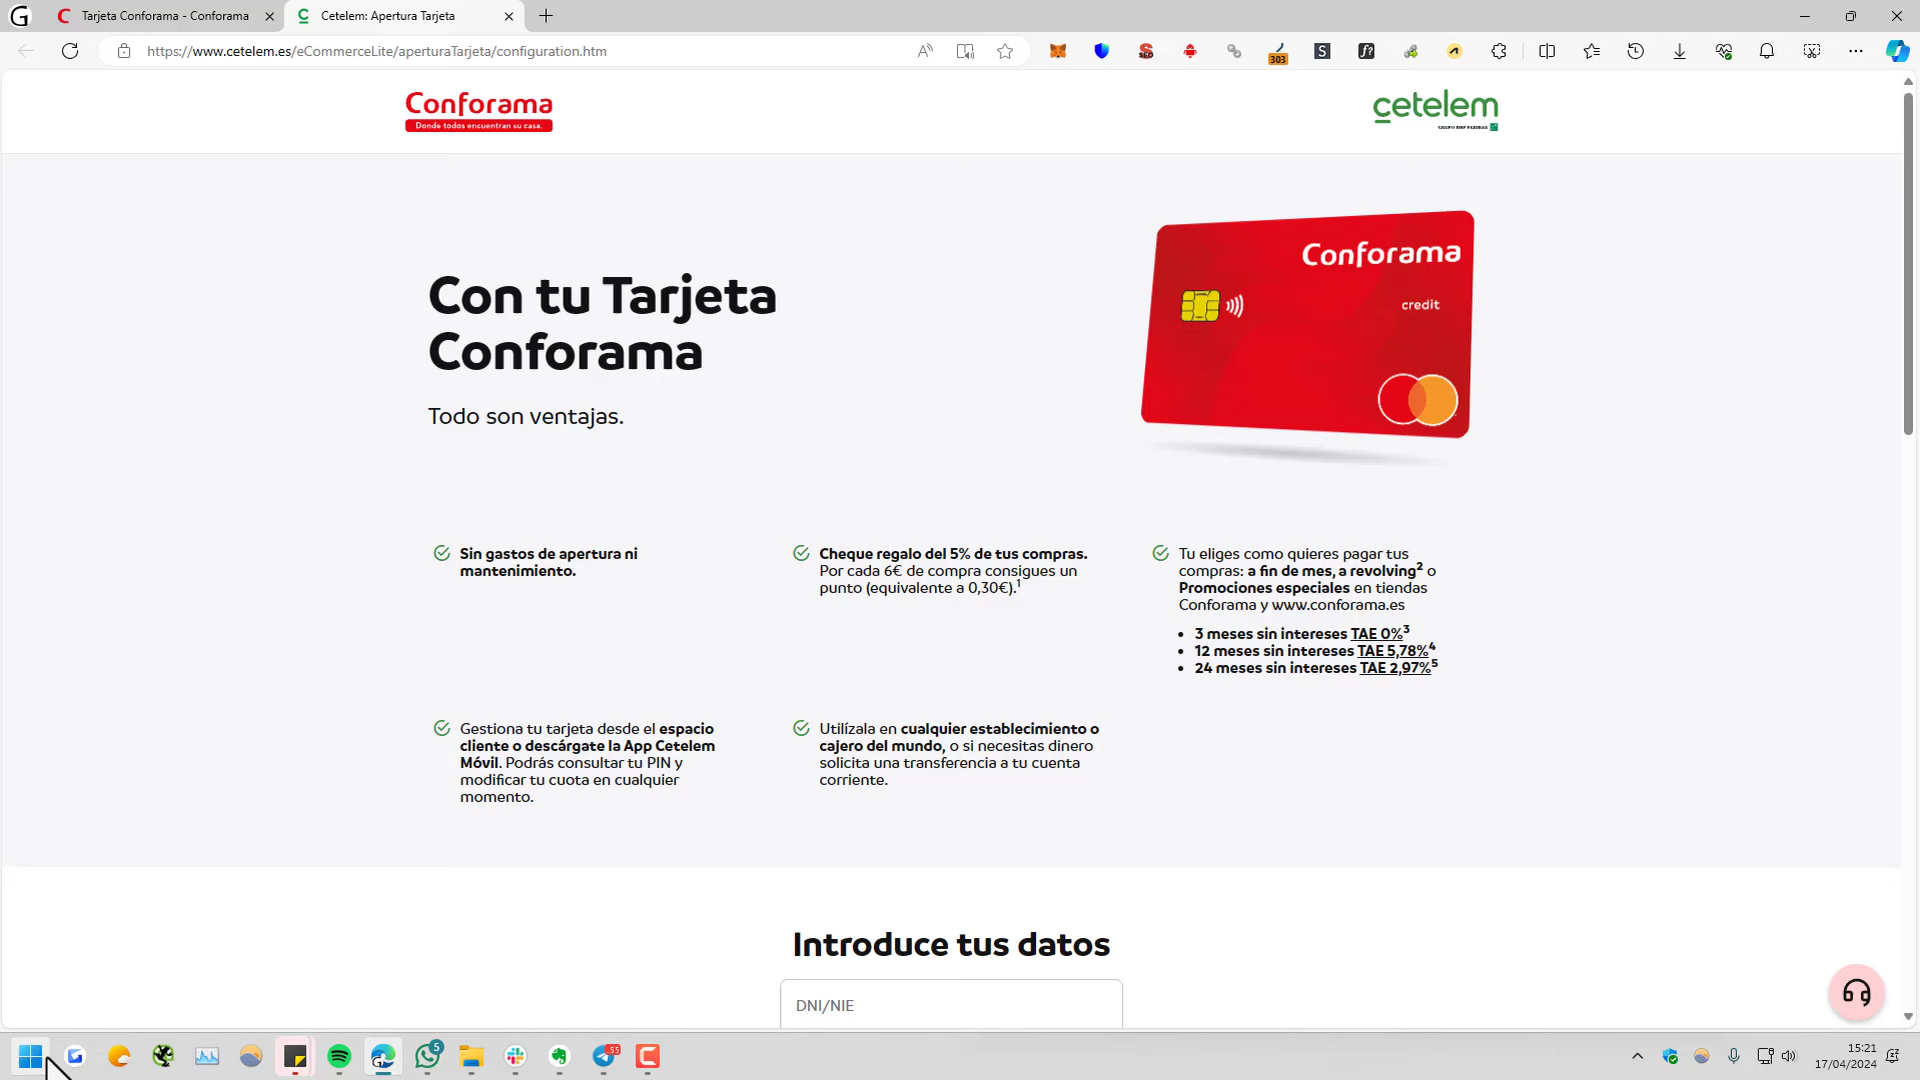 Tarjeta Conforama - Conforama
Cetelem: Apertura Tarjeta
https://www.cetelem.es/eCommerceLite/aperturaTarjeta/configuration.htm
303
Conforama
Donde todos encuentran su casa.
cetelem
GRUPO BNP PARIBAS
Con tu Tarjeta
Conforama
Todo son ventajas.
Conforama
credit
Sin gastos de apertura ni
mantenimiento.
Cheque regalo del 5% de tus compras.
Por cada 6€ de compra consigues un
punto (equivalente a 0,30€).1
Tu eliges como quieres pagar tus
compras: a fin de mes, a revolving2 o
Promociones especiales en tiendas
Conforama y www.conforama.es
• 3 meses sin intereses TAE 0%3
• 12 meses sin intereses TAE 5,78%4
• 24 meses sin intereses TAE 2,97%5
Gestiona tu tarjeta desde el espacio
cliente o descárgate la App Cetelem
Móvil. Podrás consultar tu PIN y
modificar tu cuota en cualquier
momento.
Utilízala en cualquier establecimiento o
cajero del mundo, o si necesitas dinero
solicita una transferencia a tu cuenta
corriente.
Introduce tus datos
DNI/NIE
5
55
15:21
17/04/2024